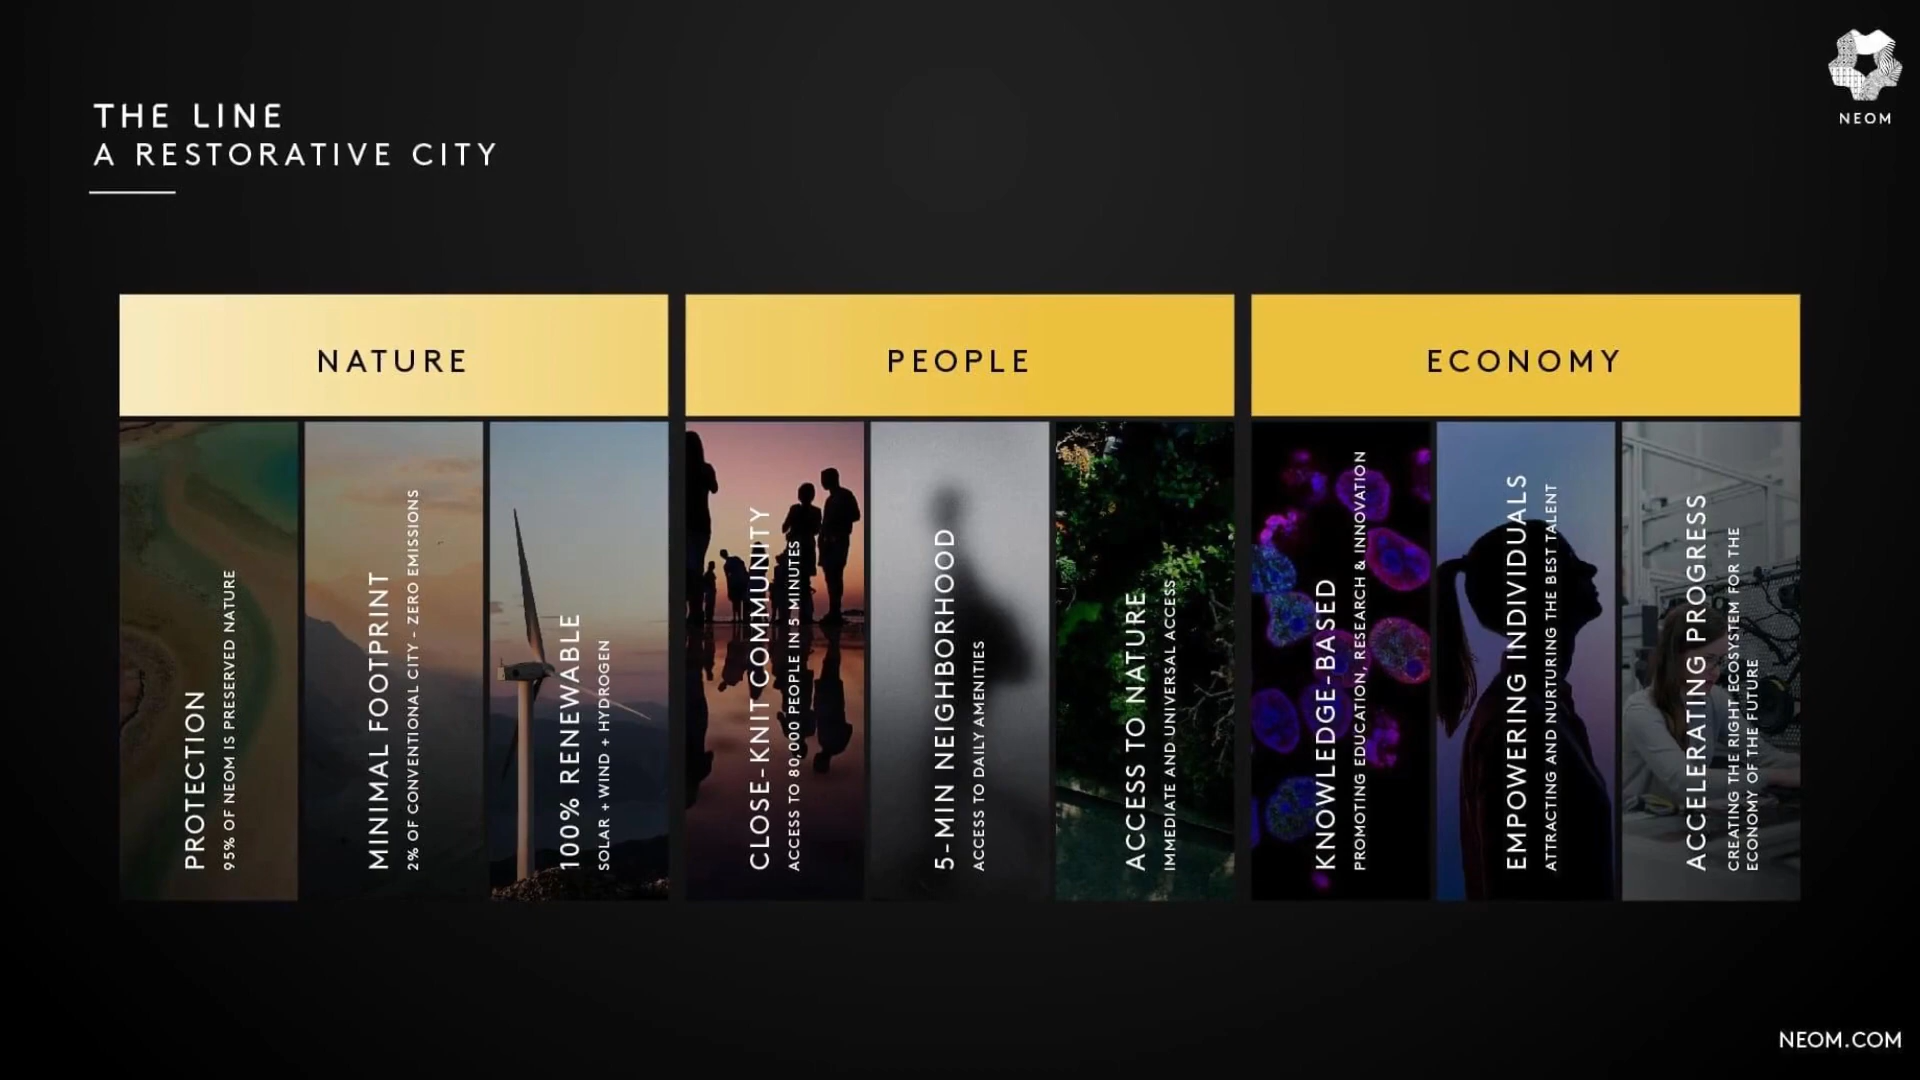 THE LINE
A RESTORATIVE CITY
NEOM
NATURE
PROTECTION
95% OF NEOM IS PRESERVED NATURE
MINIMAL FOOTPRINT
2% OF CONVENTIONAL CITY - ZERO EMISSIONS
100% RENEWABLE
SOLAR + WIND + HYDROGEN
PEOPLE
CLOSE-KNIT COMMUNITY
ACCESS TO 80,000 PEOPLE IN 5 MINUTES
5-MIN NEIGHBORHOOD
ACCESS TO DAILY AMENITIES
ACCESS TO NATURE
IMMEDIATE AND UNIVERSAL ACCESS
ECONOMY
KNOWLEDGE-BASED
PROMOTING EDUCATION, RESEARCH & INNOVATION
EMPOWERING INDIVIDUALS
ATTRACTING AND NURTURING THE BEST TALENT
ACCELERATING PROGRESS
CREATING THE RIGHT ECOSYSTEM FOR THE
ECONOMY OF THE FUTURE
NEOM.COM